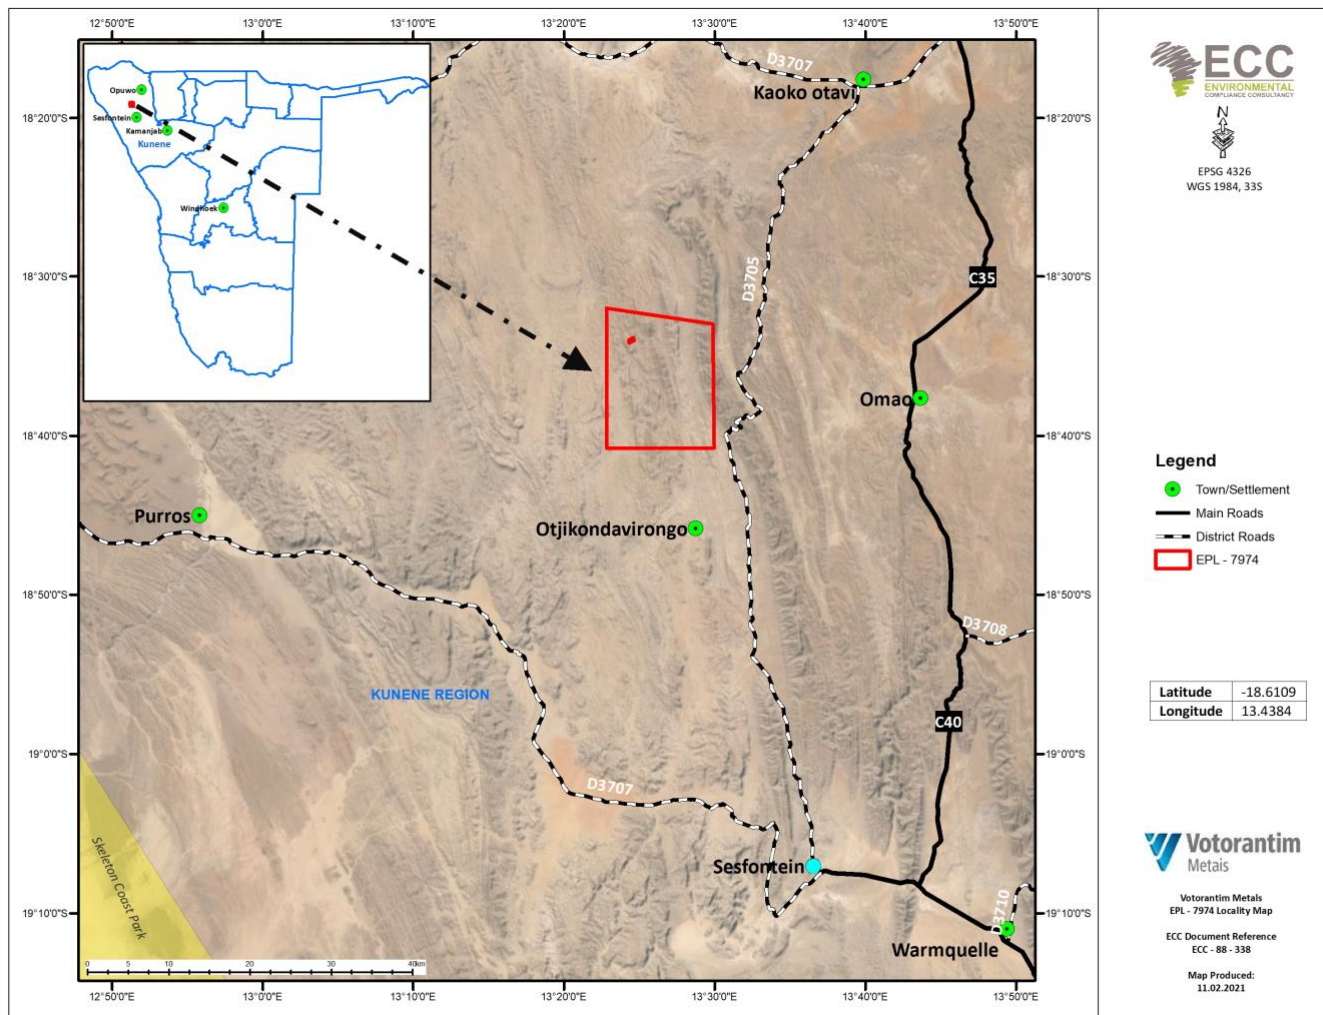 12°50'0"E 13°0'0"E 13°10'0"E 13°20'0"E 13°30'0"E 13°40'0"E 13°50'0"E
Opuwo
Sesfontein
Kamanjab
Kunene
Windhoek
D3707
Kaoko otavi
18°20'0"S 18°20'0"S
D3705
C35
18°30'0"S 18°30'0"S
Omao
18°40'0"S 18°40'0"S
Purros
Otjikondavirongo
18°50'0"S 18°50'0"S
D3708
KUNENE REGION
C40
19°0'0"S 19°0'0"S
D3707
Skeleton Coast Park
Sesfontein
19°10'0"S 19°10'0"S
D3710
Warmquelle
0 5 10 20 30 40km
12°50'0"E 13°0'0"E 13°10'0"E 13°20'0"E 13°30'0"E 13°40'0"E 13°50'0"E
ECC
ENVIRONMENTAL
COMPLIANCE CONSULTANCY
N
EPSG 4326
WGS 1984, 33S
Legend
Town/Settlement
Main Roads
District Roads
EPL - 7974
Latitude -18.6109
Longitude 13.4384
Votorantim
Metais
Votorantim Metals
EPL - 7974 Locality Map
ECC Document Reference
ECC - 88 - 338
Map Produced:
11.02.2021